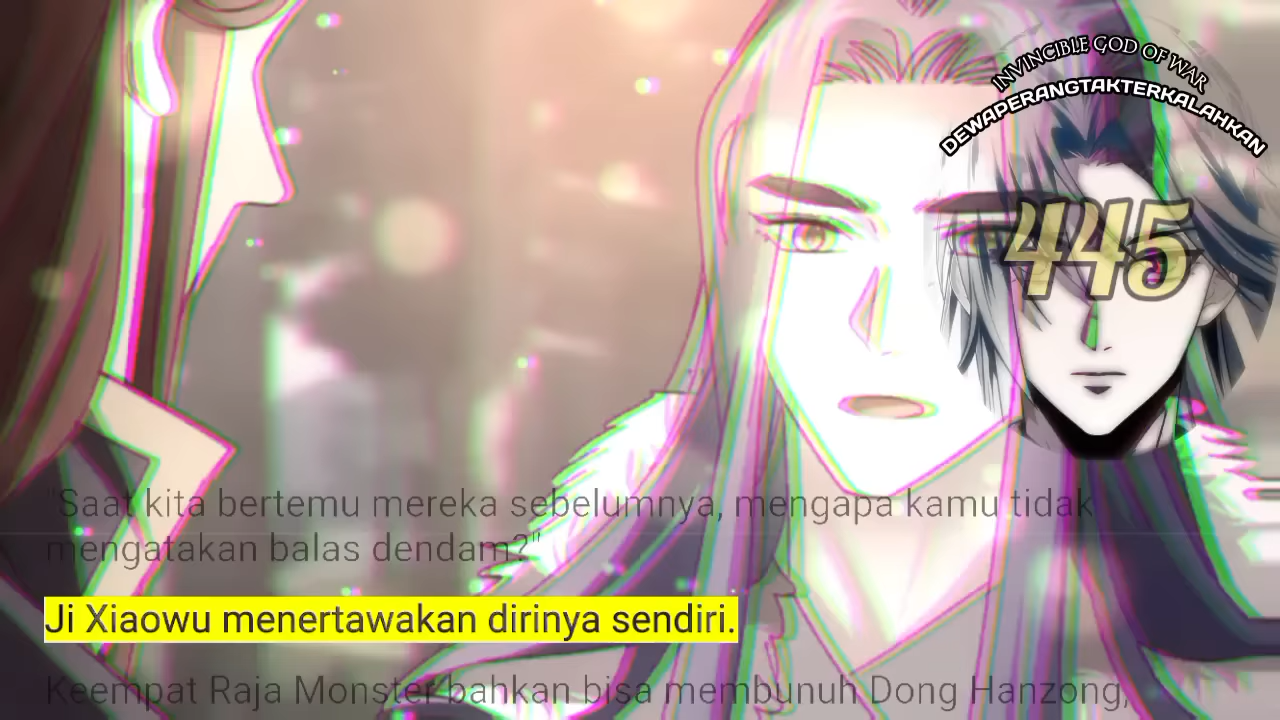 INVINCIBLE GOD OF WAR
DEWAPERANGTAKTERKALAHKAN
445
"Saat kita bertemu mereka sebelumnya, mengapa kamu tidak
mengatakan balas dendam?"
Ji Xiaowu menertawakan dirinya sendiri.
Keempat Raja Monster bahkan bisa membunuh Dong Hanzong,